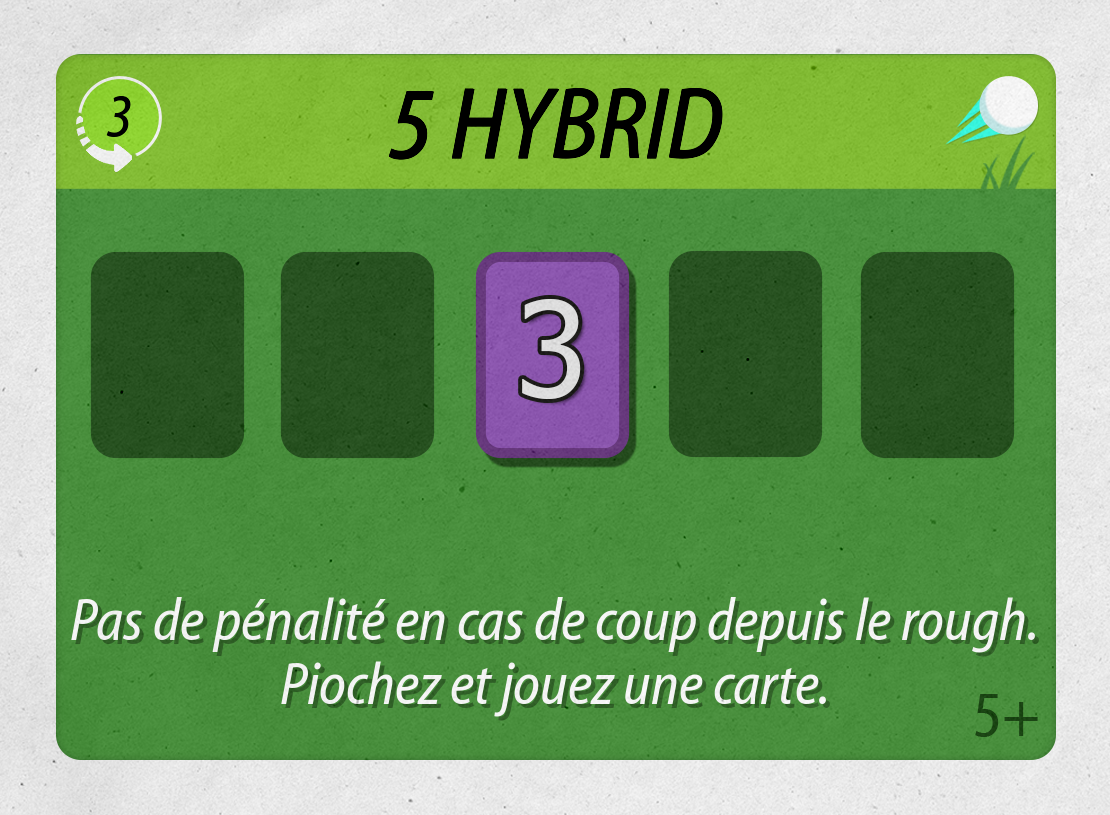 3
5 HYBRID
3
Pas de pénalité en cas de coup depuis le rough.
Piochez et jouez une carte.
5+